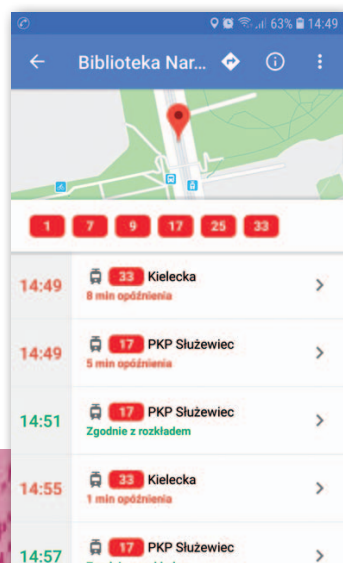 63% 14:49
Biblioteka Nar...
1 7 9 17 25 33
14:49 33 Kielecka
8 min opóźnienia
14:49 17 PKP Służewiec
5 min opóźnienia
14:51 17 PKP Służewiec
Zgodnie z rozkładem
14:55 33 Kielecka
1 min opóźnienia
14:57 17 PKP Służewiec